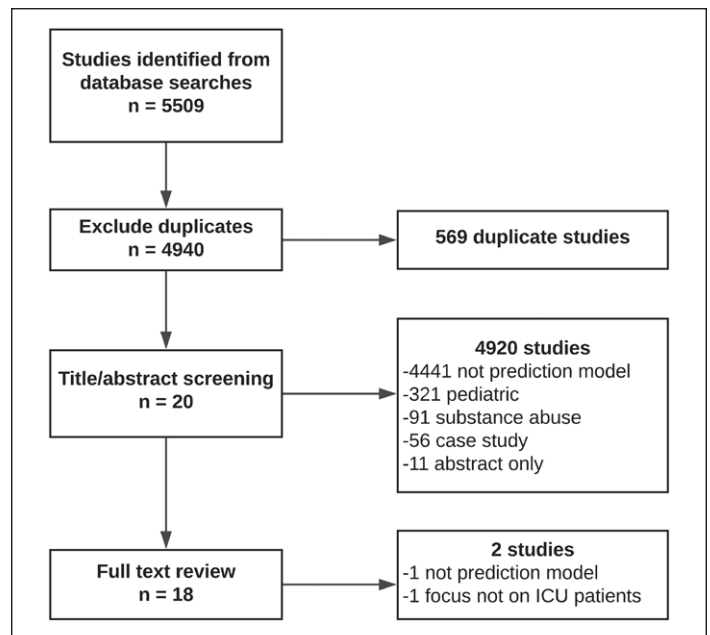 Studies identified from
database searches
n = 5509
Exclude duplicates
n = 4940
569 duplicate studies
Title/abstract screening
n = 20
4920 studies
-4441 not prediction model
-321 pediatric
-91 substance abuse
-56 case study
-11 abstract only
Full text review
n = 18
2 studies
-1 not prediction model
-1 focus not on ICU patients